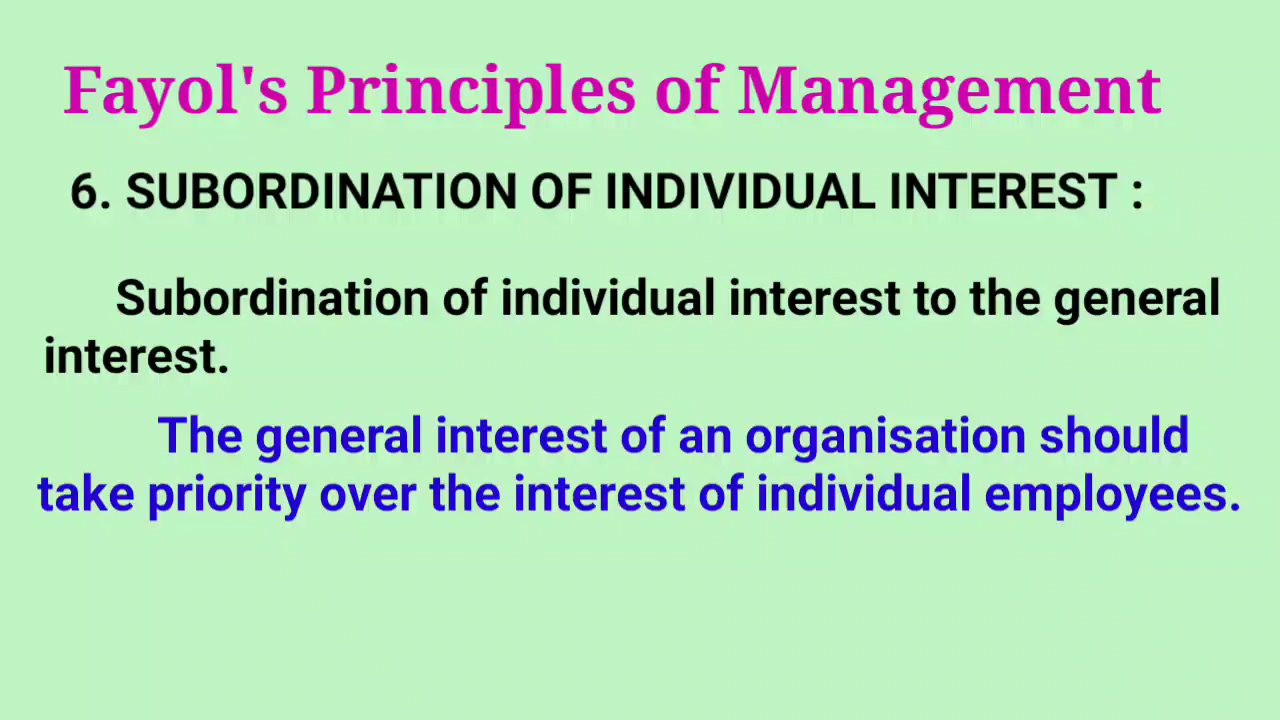 Fayol's Principles of Management
6. SUBORDINATION OF INDIVIDUAL INTEREST :
Subordination of individual interest to the general
interest.
The general interest of an organisation should
take priority over the interest of individual employees.